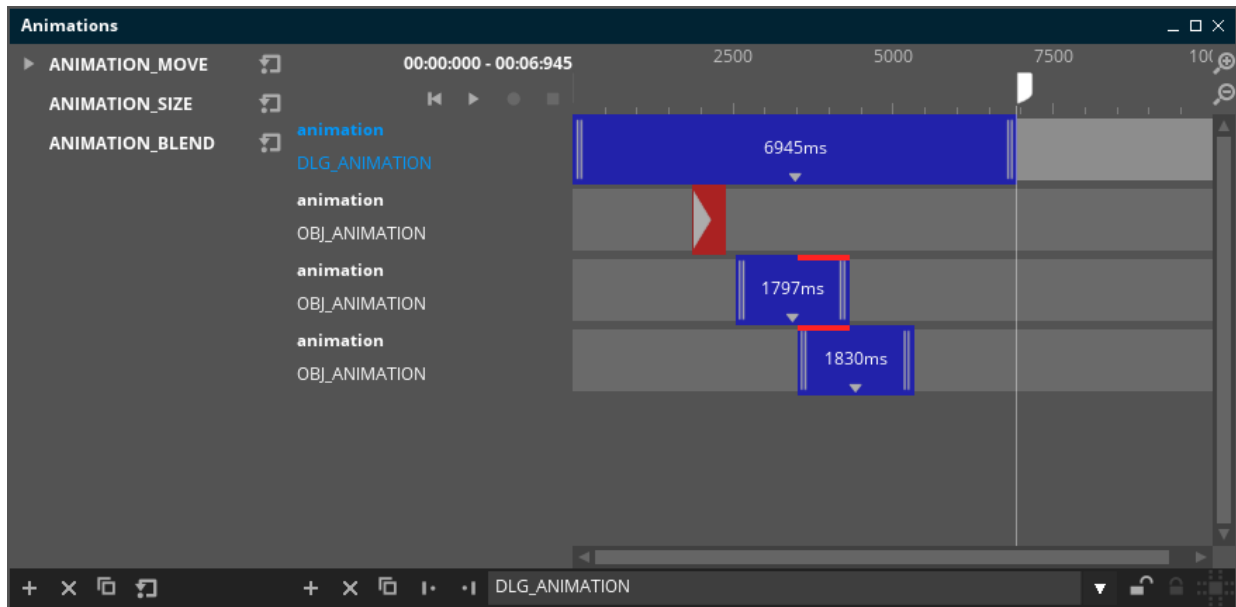 Animations
ANIMATION_MOVE
ANIMATION_SIZE
ANIMATION_BLEND
00:00:000 - 00:06:945
2500 5000 7500
animation
DLG_ANIMATION
6945ms
animation
OBJ_ANIMATION
animation
OBJ_ANIMATION
1797ms
animation
OBJ_ANIMATION
1830ms
DLG_ANIMATION